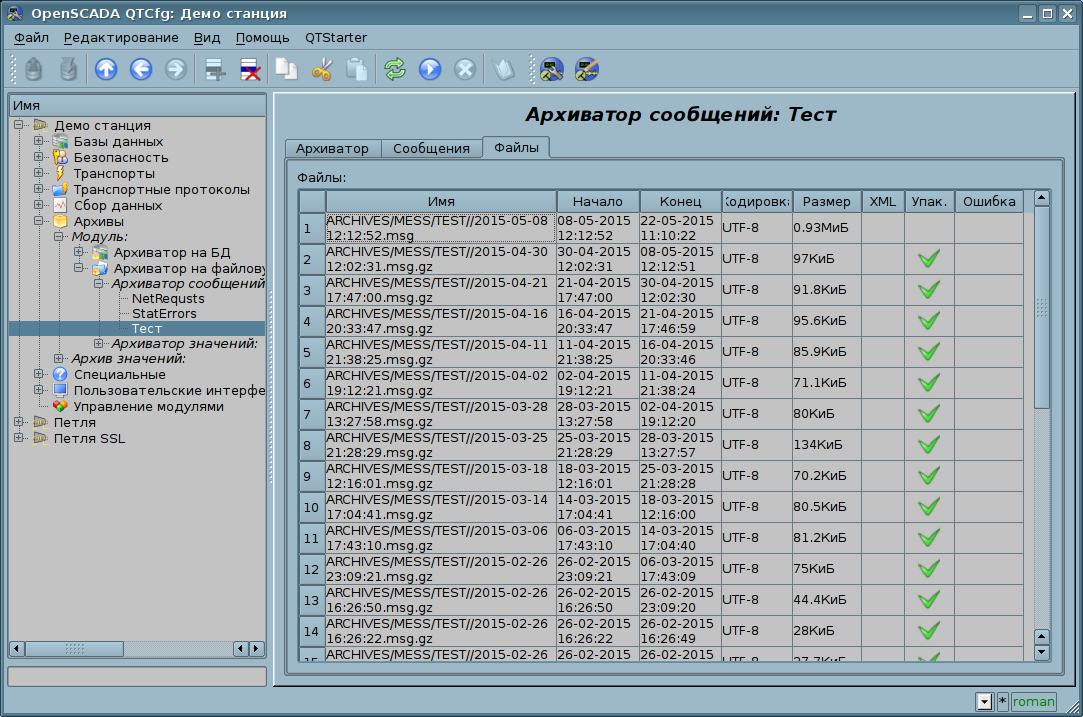 OpenSCADA QTCfg: Демо станция
Файл Редактирование Вид Помощь QTStarter
Имя
Демо станция
Базы данных
Безопасность
Транспорты
Транспортные протоколы
Сбор данных
Архивы
Модуль:
Архиватор на БД
Архиватор на файлову
Архиватор сообщений
NetRequsts
StatErrors
Тест
Архиватор значений:
Архив значений:
Специальные
Пользовательские интерфе
Управление модулями
Петля
Петля SSL
Архиватор сообщений: Тест
Архиватор Сообщения Файлы
Файлы:
Имя Начало Конец Кодировка Размер XML Упак. Ошибка
1 ARCHIVES/MESS/TEST//2015-05-08 08-05-2015 22-05-2015 UTF-8 0.93МиБ
12:12:52.msg 12:12:52 11:10:22
2 ARCHIVES/MESS/TEST//2015-04-30 30-04-2015 08-05-2015 UTF-8 97КиБ
12:02:31.msg.gz 12:02:31 12:12:51
3 ARCHIVES/MESS/TEST//2015-04-21 21-04-2015 30-04-2015 UTF-8 91.8КиБ
17:47:00.msg.gz 17:47:00 12:02:30
4 ARCHIVES/MESS/TEST//2015-04-16 16-04-2015 21-04-2015 UTF-8 95.6КиБ
20:33:47.msg.gz 20:33:47 17:46:59
5 ARCHIVES/MESS/TEST//2015-04-11 11-04-2015 16-04-2015 UTF-8 85.9КиБ
21:38:25.msg.gz 21:38:25 20:33:46
6 ARCHIVES/MESS/TEST//2015-04-02 02-04-2015 11-04-2015 UTF-8 71.1КиБ
19:12:21.msg.gz 19:12:21 21:38:24
7 ARCHIVES/MESS/TEST//2015-03-28 28-03-2015 02-04-2015 UTF-8 80КиБ
13:27:58.msg.gz 13:27:58 19:12:20
8 ARCHIVES/MESS/TEST//2015-03-25 25-03-2015 28-03-2015 UTF-8 134КиБ
21:28:29.msg.gz 21:28:29 13:27:57
9 ARCHIVES/MESS/TEST//2015-03-18 18-03-2015 25-03-2015 UTF-8 70.2КиБ
12:16:01.msg.gz 12:16:01 21:28:28
10 ARCHIVES/MESS/TEST//2015-03-14 14-03-2015 18-03-2015 UTF-8 80.5КиБ
17:04:41.msg.gz 17:04:41 12:16:00
11 ARCHIVES/MESS/TEST//2015-03-06 06-03-2015 14-03-2015 UTF-8 81.2КиБ
17:43:10.msg.gz 17:43:10 17:04:40
12 ARCHIVES/MESS/TEST//2015-02-26 26-02-2015 06-03-2015 UTF-8 75КиБ
23:09:21.msg.gz 23:09:21 17:43:09
13 ARCHIVES/MESS/TEST//2015-02-26 26-02-2015 26-02-2015 UTF-8 44.4КиБ
16:26:50.msg.gz 16:26:50 23:09:20
14 ARCHIVES/MESS/TEST//2015-02-26 26-02-2015 26-02-2015 UTF-8 28КиБ
16:26:22.msg.gz 16:26:22 16:26:49
ARCHIVES/MESS/TEST//2015-02-26 26-02-2015 26-02-2015
* roman